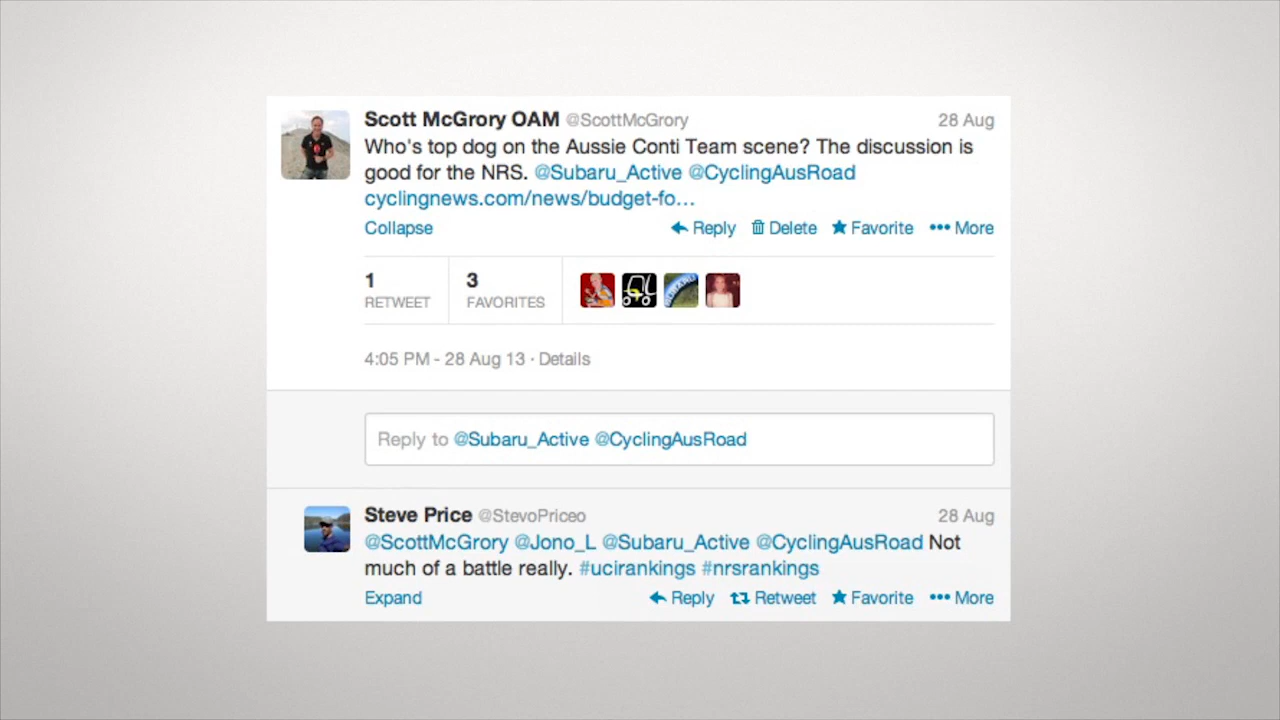 Scott McGrory OAM @ScottMcGrory 28 Aug
Who's top dog on the Aussie Conti Team scene? The discussion is
good for the NRS. @Subaru_Active @CyclingAusRoad
cyclingnews.com/news/budget-fo...
Collapse Reply Delete Favorite More
1 3
RETWEET FAVORITES
4:05 PM - 28 Aug 13 · Details
Reply to @Subaru_Active @CyclingAusRoad
Steve Price @StevoPriceo 28 Aug
@ScottMcGrory @Jono_L @Subaru_Active @CyclingAusRoad Not
much of a battle really. #ucirankings #nrsrankings
Expand Reply Retweet Favorite More